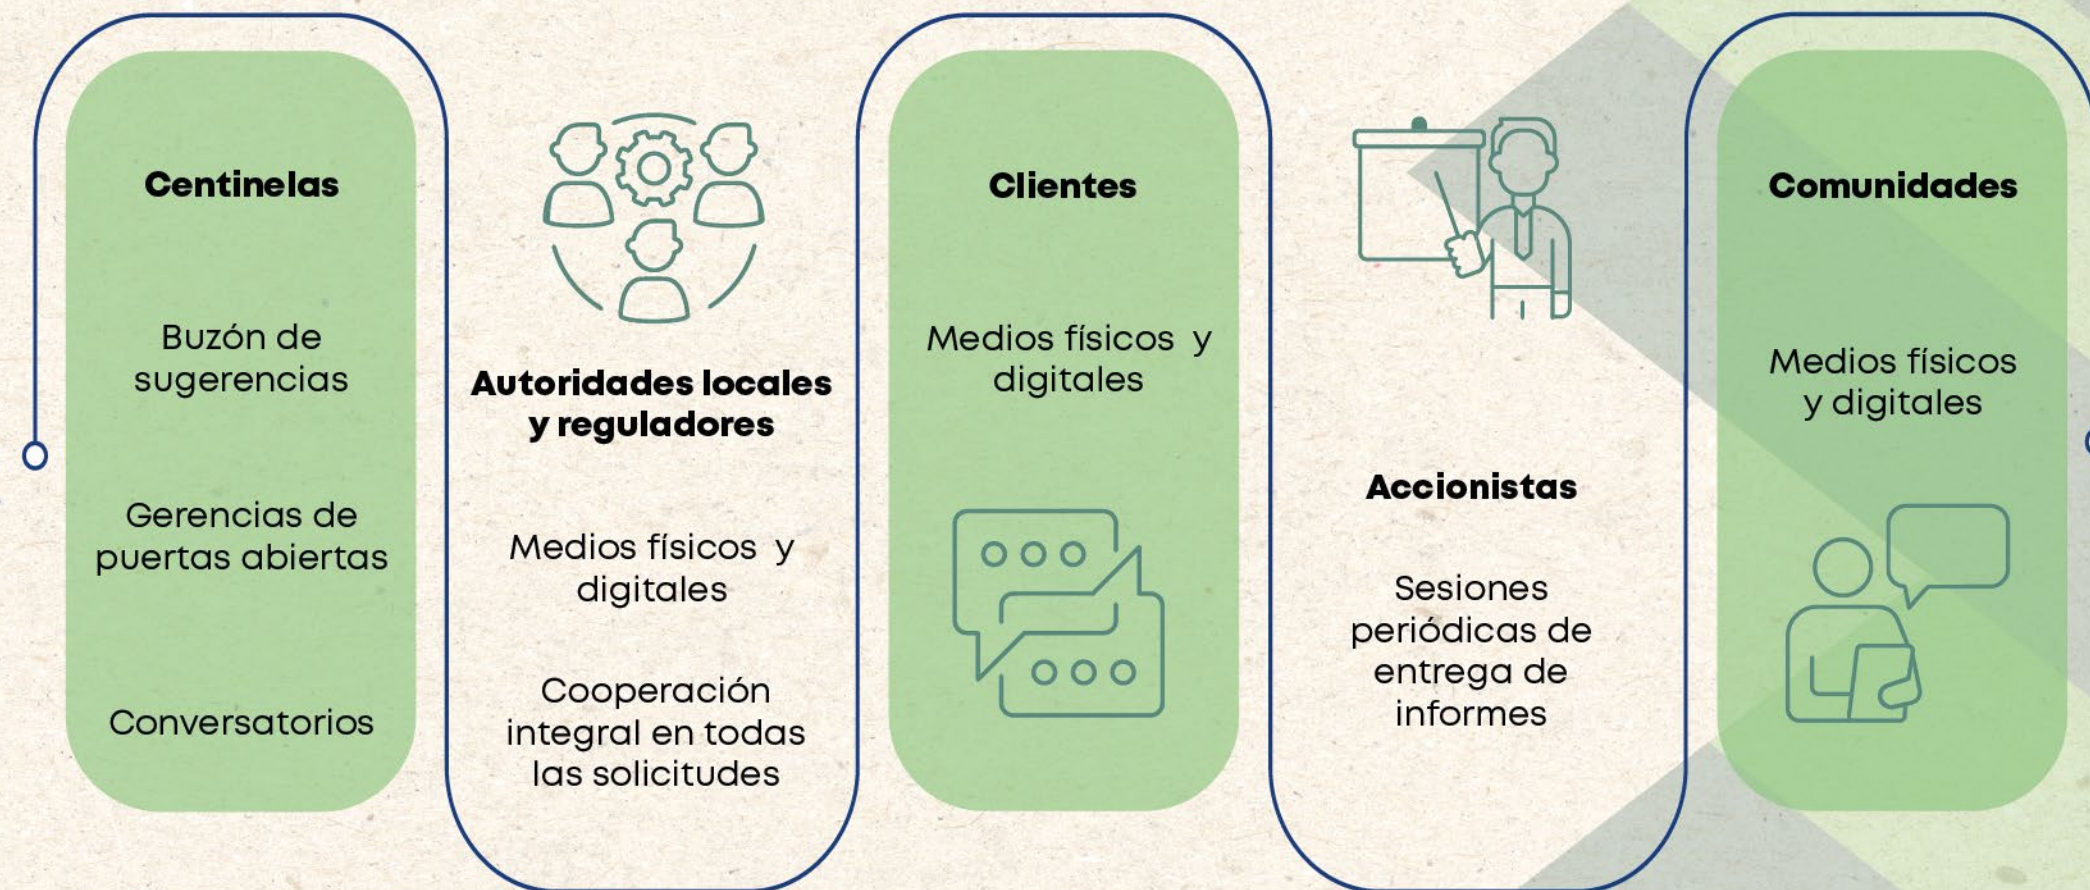 Centinelas
Buzón de
sugerencias
Gerencias de
puertas abiertas
Conversatorios
Autoridades locales
y reguladores
Medios físicos y
digitales
Cooperación
integral en todas
las solicitudes
Clientes
Medios físicos y
digitales
Accionistas
Sesiones
periódicas de
entrega de
informes
Comunidades
Medios físicos
y digitales